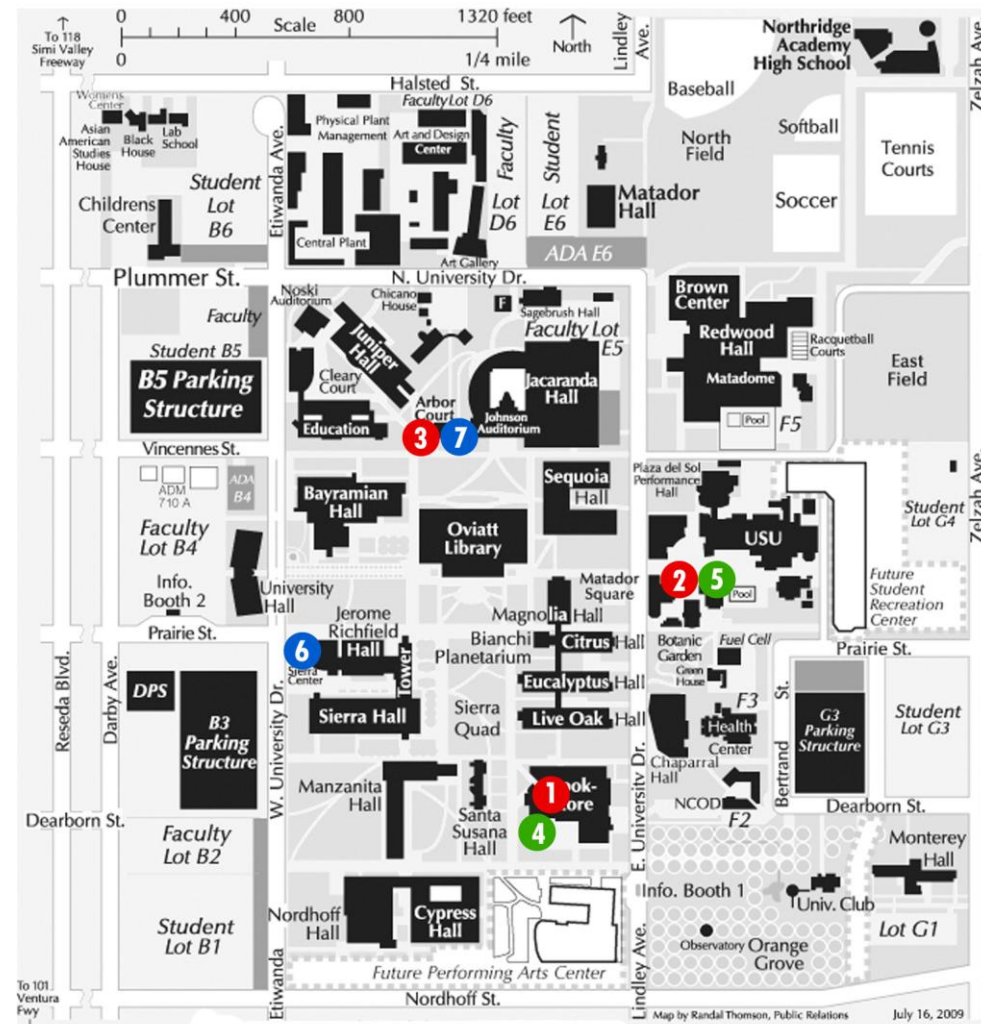 0 400 800 1320 feet
Scale
0 1/4 mile
North
To 118
Simi Valley
Freeway
Lindley
Ave.
Northridge
Academy
High School
Zelzah Ave.
Halsted St.
Womens
Center
Asian
American
Studies
House
Black
House
Lab
School
Student
Lot
B6
Childrens
Center
Etiwanda Ave.
Physical Plant
Management
Faculty Lot D6
Art and Design
Center
Central Plant
Art Gallery
Faculty
Lot
D6
Student
Lot
E6
Matador
Hall
ADA E6
Baseball
North
Field
Softball
Soccer
Tennis
Courts
Plummer St.
N. University Dr.
Faculty
Student B5
B5 Parking
Structure
Noski
Auditorium
Juniper
Hall
Chicano
House
F
Sagebrush Hall
Faculty Lot
E5
Cleary
Court
Education
Arbor
Court
Johnson
Auditorium
Jacaranda
Hall
3
7
Brown
Center
Redwood
Hall
Matadome
Racquetball
Courts
Pool
F5
East
Field
Vincennes St.
ADM
710 A
ADA
B4
Faculty
Lot B4
Info.
Booth 2
University
Hall
Bayramian
Hall
Oviatt
Library
Sequoia
Hall
Plaza del Sol
Performance
Hall
USU
2
5
Pool
Student
Lot G4
Zelzah Ave.
Future
Student
Recreation
Center
Matador
Square
Magnolia Hall
Bianchi
Planetarium
Citrus Hall
Eucalyptus Hall
Live Oak Hall
Prairie St.
Jerome
Richfield
Hall
6
Sierra
Center
Tower
Sierra Hall
Sierra
Quad
Botanic
Garden
Fuel Cell
Green
House
F3
Health
Center
Chaparral
Hall
NCOD
F2
Prairie St.
Bertrand St.
G3
Parking
Structure
Student
Lot G3
Reseda Blvd.
Darby Ave.
DPS
B3
Parking
Structure
W. University Dr.
E. University Dr.
Manzanita
Hall
Santa
Susana
Hall
1
4
Dearborn St.
Dearborn St.
Faculty
Lot B2
Student
Lot B1
Nordhoff
Hall
Cypress
Hall
Future Performing Arts Center
Info. Booth 1
Univ. Club
Observatory
Orange
Grove
Monterey
Hall
Lot G1
Etiwanda
Lindley Ave.
To 101
Ventura
Fwy
Nordhoff St.
Map by Randal Thomson, Public Relations
July 16, 2009